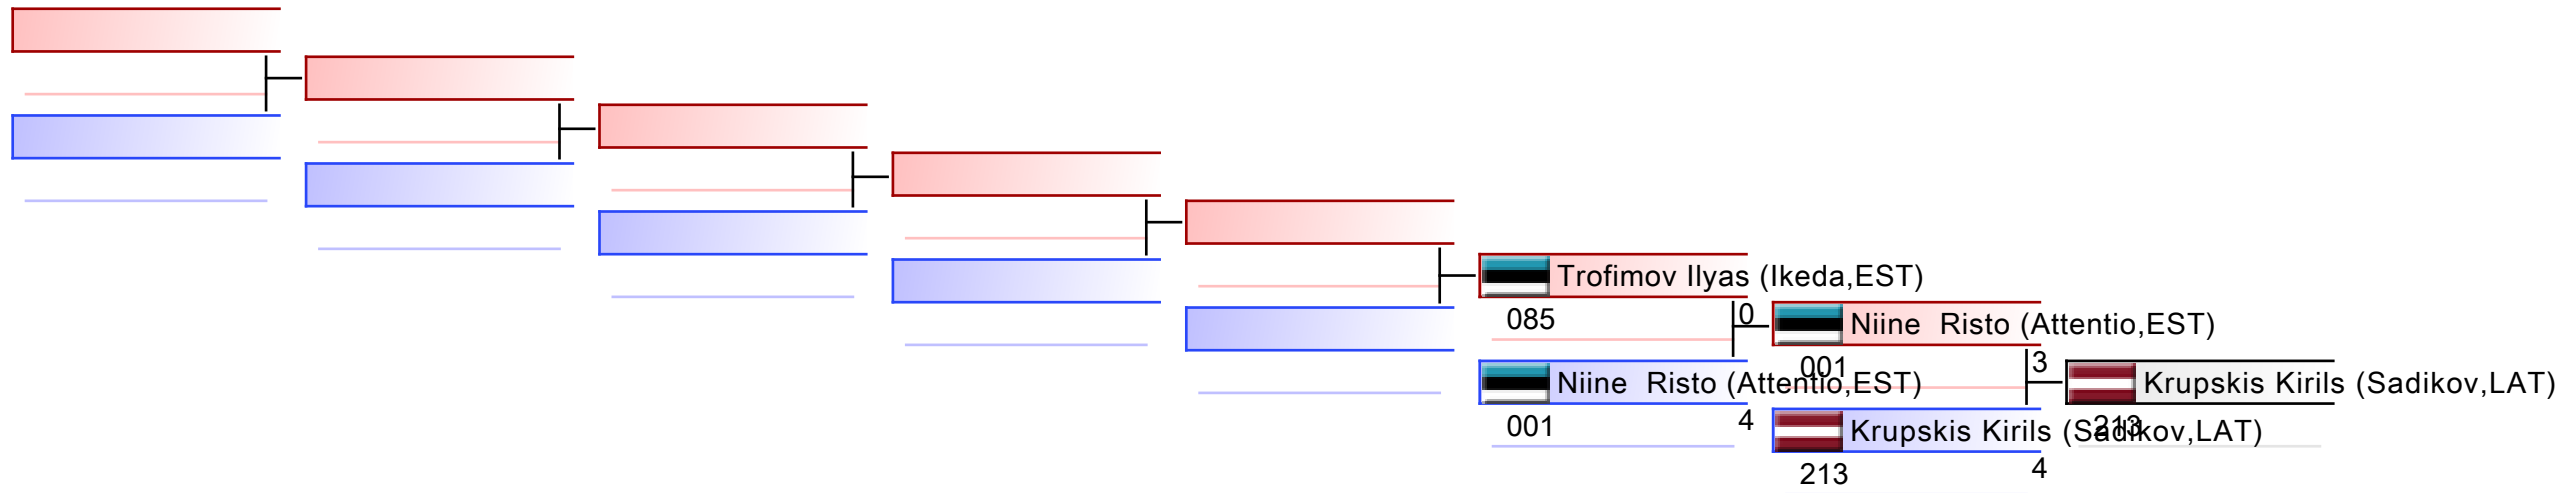 Trofimov Ilyas (Ikeda,EST)
085
0
Niine  Risto (Attentio,EST)
001
4
Niine  Risto (Attentio,EST)
001
3
Krupskis Kirils (Sadikov,LAT)
213
4
Krupskis Kirils (Sadikov,LAT)
213